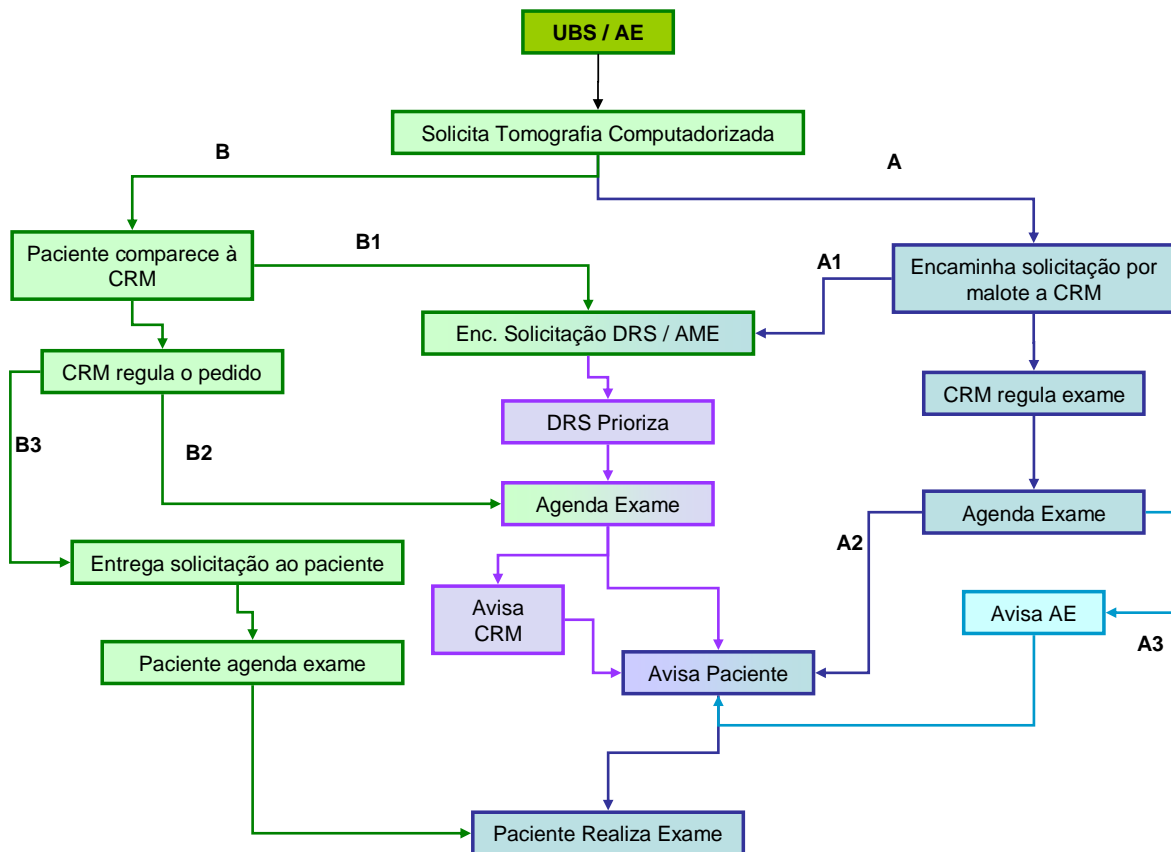 UBS / AE
Solicita Tomografia Computadorizada
B
A
Paciente comparece à
CRM
B1
A1
Encaminha solicitação por
malote a CRM
Enc. Solicitação DRS / AME
CRM regula o pedido
CRM regula exame
DRS Prioriza
B3
B2
Agenda Exame
Agenda Exame
A2
Entrega solicitação ao paciente
Avisa
CRM
Avisa AE
A3
Paciente agenda exame
Avisa Paciente
Paciente Realiza Exame